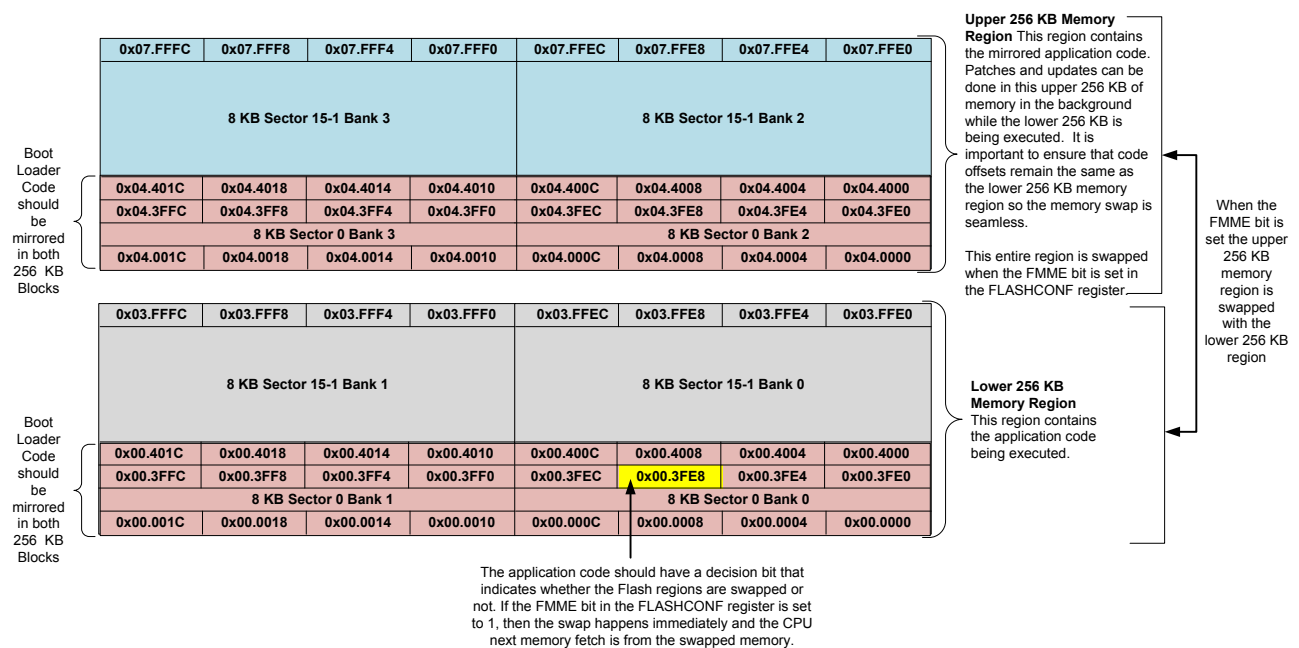 0x07.FFFC 0x07.FFF8 0x07.FFF4 0x07.FFF0 0x07.FFEC 0x07.FFE8 0x07.FFE4 0x07.FFE0
8 KB Sector 15-1 Bank 3 8 KB Sector 15-1 Bank 2
0x04.401C 0x04.4018 0x04.4014 0x04.4010 0x04.400C 0x04.4008 0x04.4004 0x04.4000
0x04.3FFC 0x04.3FF8 0x04.3FF4 0x04.3FF0 0x04.3FEC 0x04.3FE8 0x04.3FE4 0x04.3FE0
8 KB Sector 0 Bank 3 8 KB Sector 0 Bank 2
0x04.001C 0x04.0018 0x04.0014 0x04.0010 0x04.000C 0x04.0008 0x04.0004 0x04.0000
Boot
Loader
Code
should
be
mirrored
in both
256 KB
Blocks
Upper 256 KB Memory
Region This region contains
the mirrored application code.
Patches and updates can be
done in this upper 256 KB of
memory in the background
while the lower 256 KB is
being executed. It is
important to ensure that code
offsets remain the same as
the lower 256 KB memory
region so the memory swap is
seamless.
This entire region is swapped
when the FMME bit is set in
the FLASHCONF register.
When the
FMME bit is
set the upper
256 KB
memory
region is
swapped
with the
lower 256 KB
region
0x03.FFFC 0x03.FFF8 0x03.FFF4 0x03.FFF0 0x03.FFEC 0x03.FFE8 0x03.FFE4 0x03.FFE0
8 KB Sector 15-1 Bank 1 8 KB Sector 15-1 Bank 0
0x00.401C 0x00.4018 0x00.4014 0x00.4010 0x00.400C 0x00.4008 0x00.4004 0x00.4000
0x00.3FFC 0x00.3FF8 0x00.3FF4 0x00.3FF0 0x00.3FEC 0x00.3FE8 0x00.3FE4 0x00.3FE0
8 KB Sector 0 Bank 1 8 KB Sector 0 Bank 0
0x00.001C 0x00.0018 0x00.0014 0x00.0010 0x00.000C 0x00.0008 0x00.0004 0x00.0000
Boot
Loader
Code
should
be
mirrored
in both
256 KB
Blocks
Lower 256 KB
Memory Region
This region contains
the application code
being executed.
The application code should have a decision bit that
indicates whether the Flash regions are swapped or
not. If the FMME bit in the FLASHCONF register is set
to 1, then the swap happens immediately and the CPU
next memory fetch is from the swapped memory.